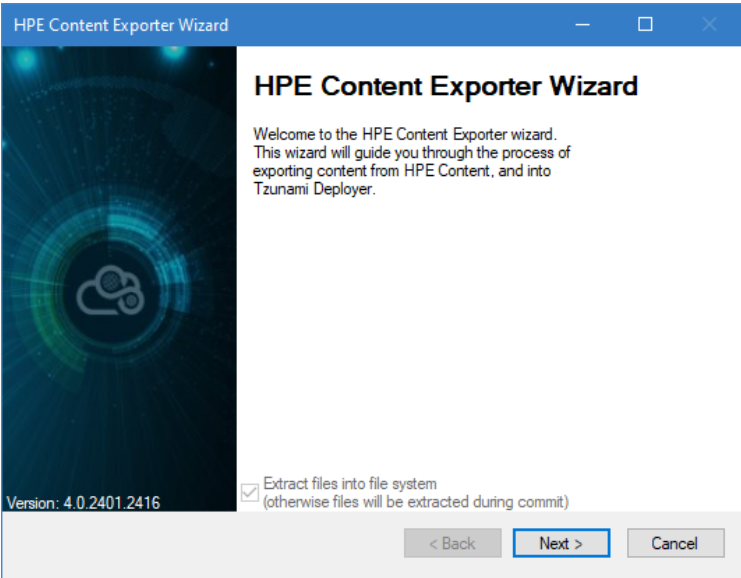 HPE Content Exporter Wizard
HPE Content Exporter Wizard
Welcome to the HPE Content Exporter wizard.
This wizard will guide you through the process of
exporting content from HPE Content, and into
Tzunami Deployer.
Extract files into file system
(otherwise files will be extracted during commit)
Version: 4.0.2401.2416
< Back
Next >
Cancel